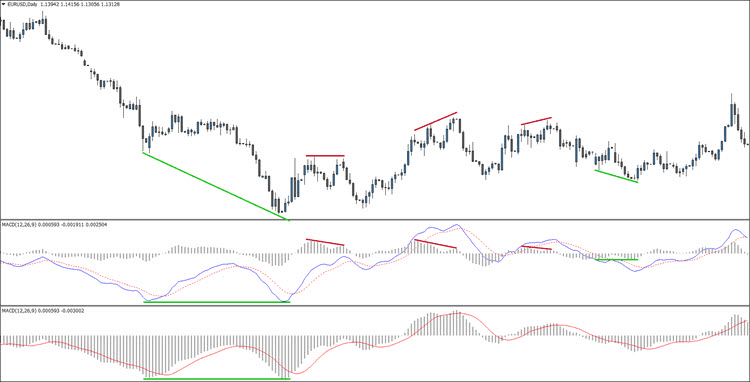 EURUSD,Daily 1.13942 1.14156 1.13056 1.13128
MACD(12,26,9) 0.000593 -0.001911 0.002504
MACD(12,26,9) 0.000593 -0.003002